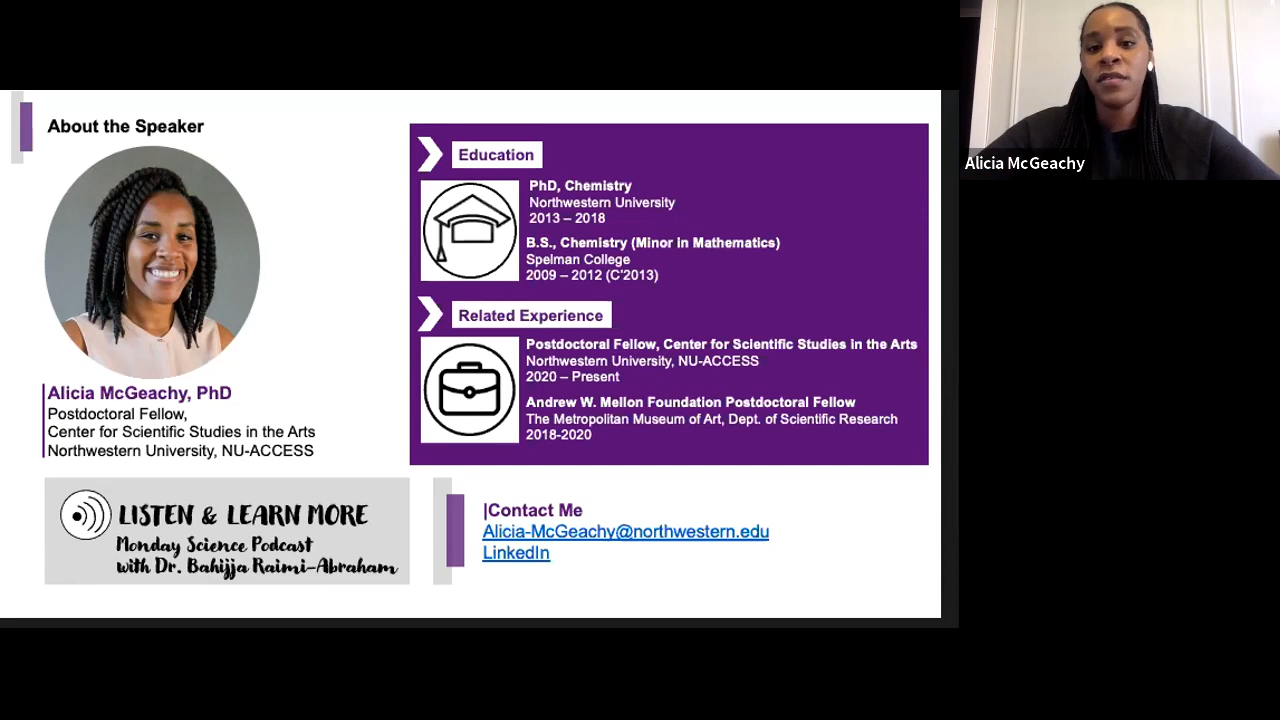 About the Speaker
Alicia McGeachy, PhD
Postdoctoral Fellow,
Center for Scientific Studies in the Arts
Northwestern University, NU-ACCESS
LISTEN & LEARN MORE
Monday Science Podcast
with Dr. Bahijja Raimi-Abraham
Education
PhD, Chemistry
Northwestern University
2013 – 2018
B.S., Chemistry (Minor in Mathematics)
Spelman College
2009 – 2012 (C'2013)
Related Experience
Postdoctoral Fellow, Center for Scientific Studies in the Arts
Northwestern University, NU-ACCESS
2020 – Present
Andrew W. Mellon Foundation Postdoctoral Fellow
The Metropolitan Museum of Art, Dept. of Scientific Research
2018-2020
|Contact Me
Alicia-McGeachy@northwestern.edu
LinkedIn
Alicia McGeachy